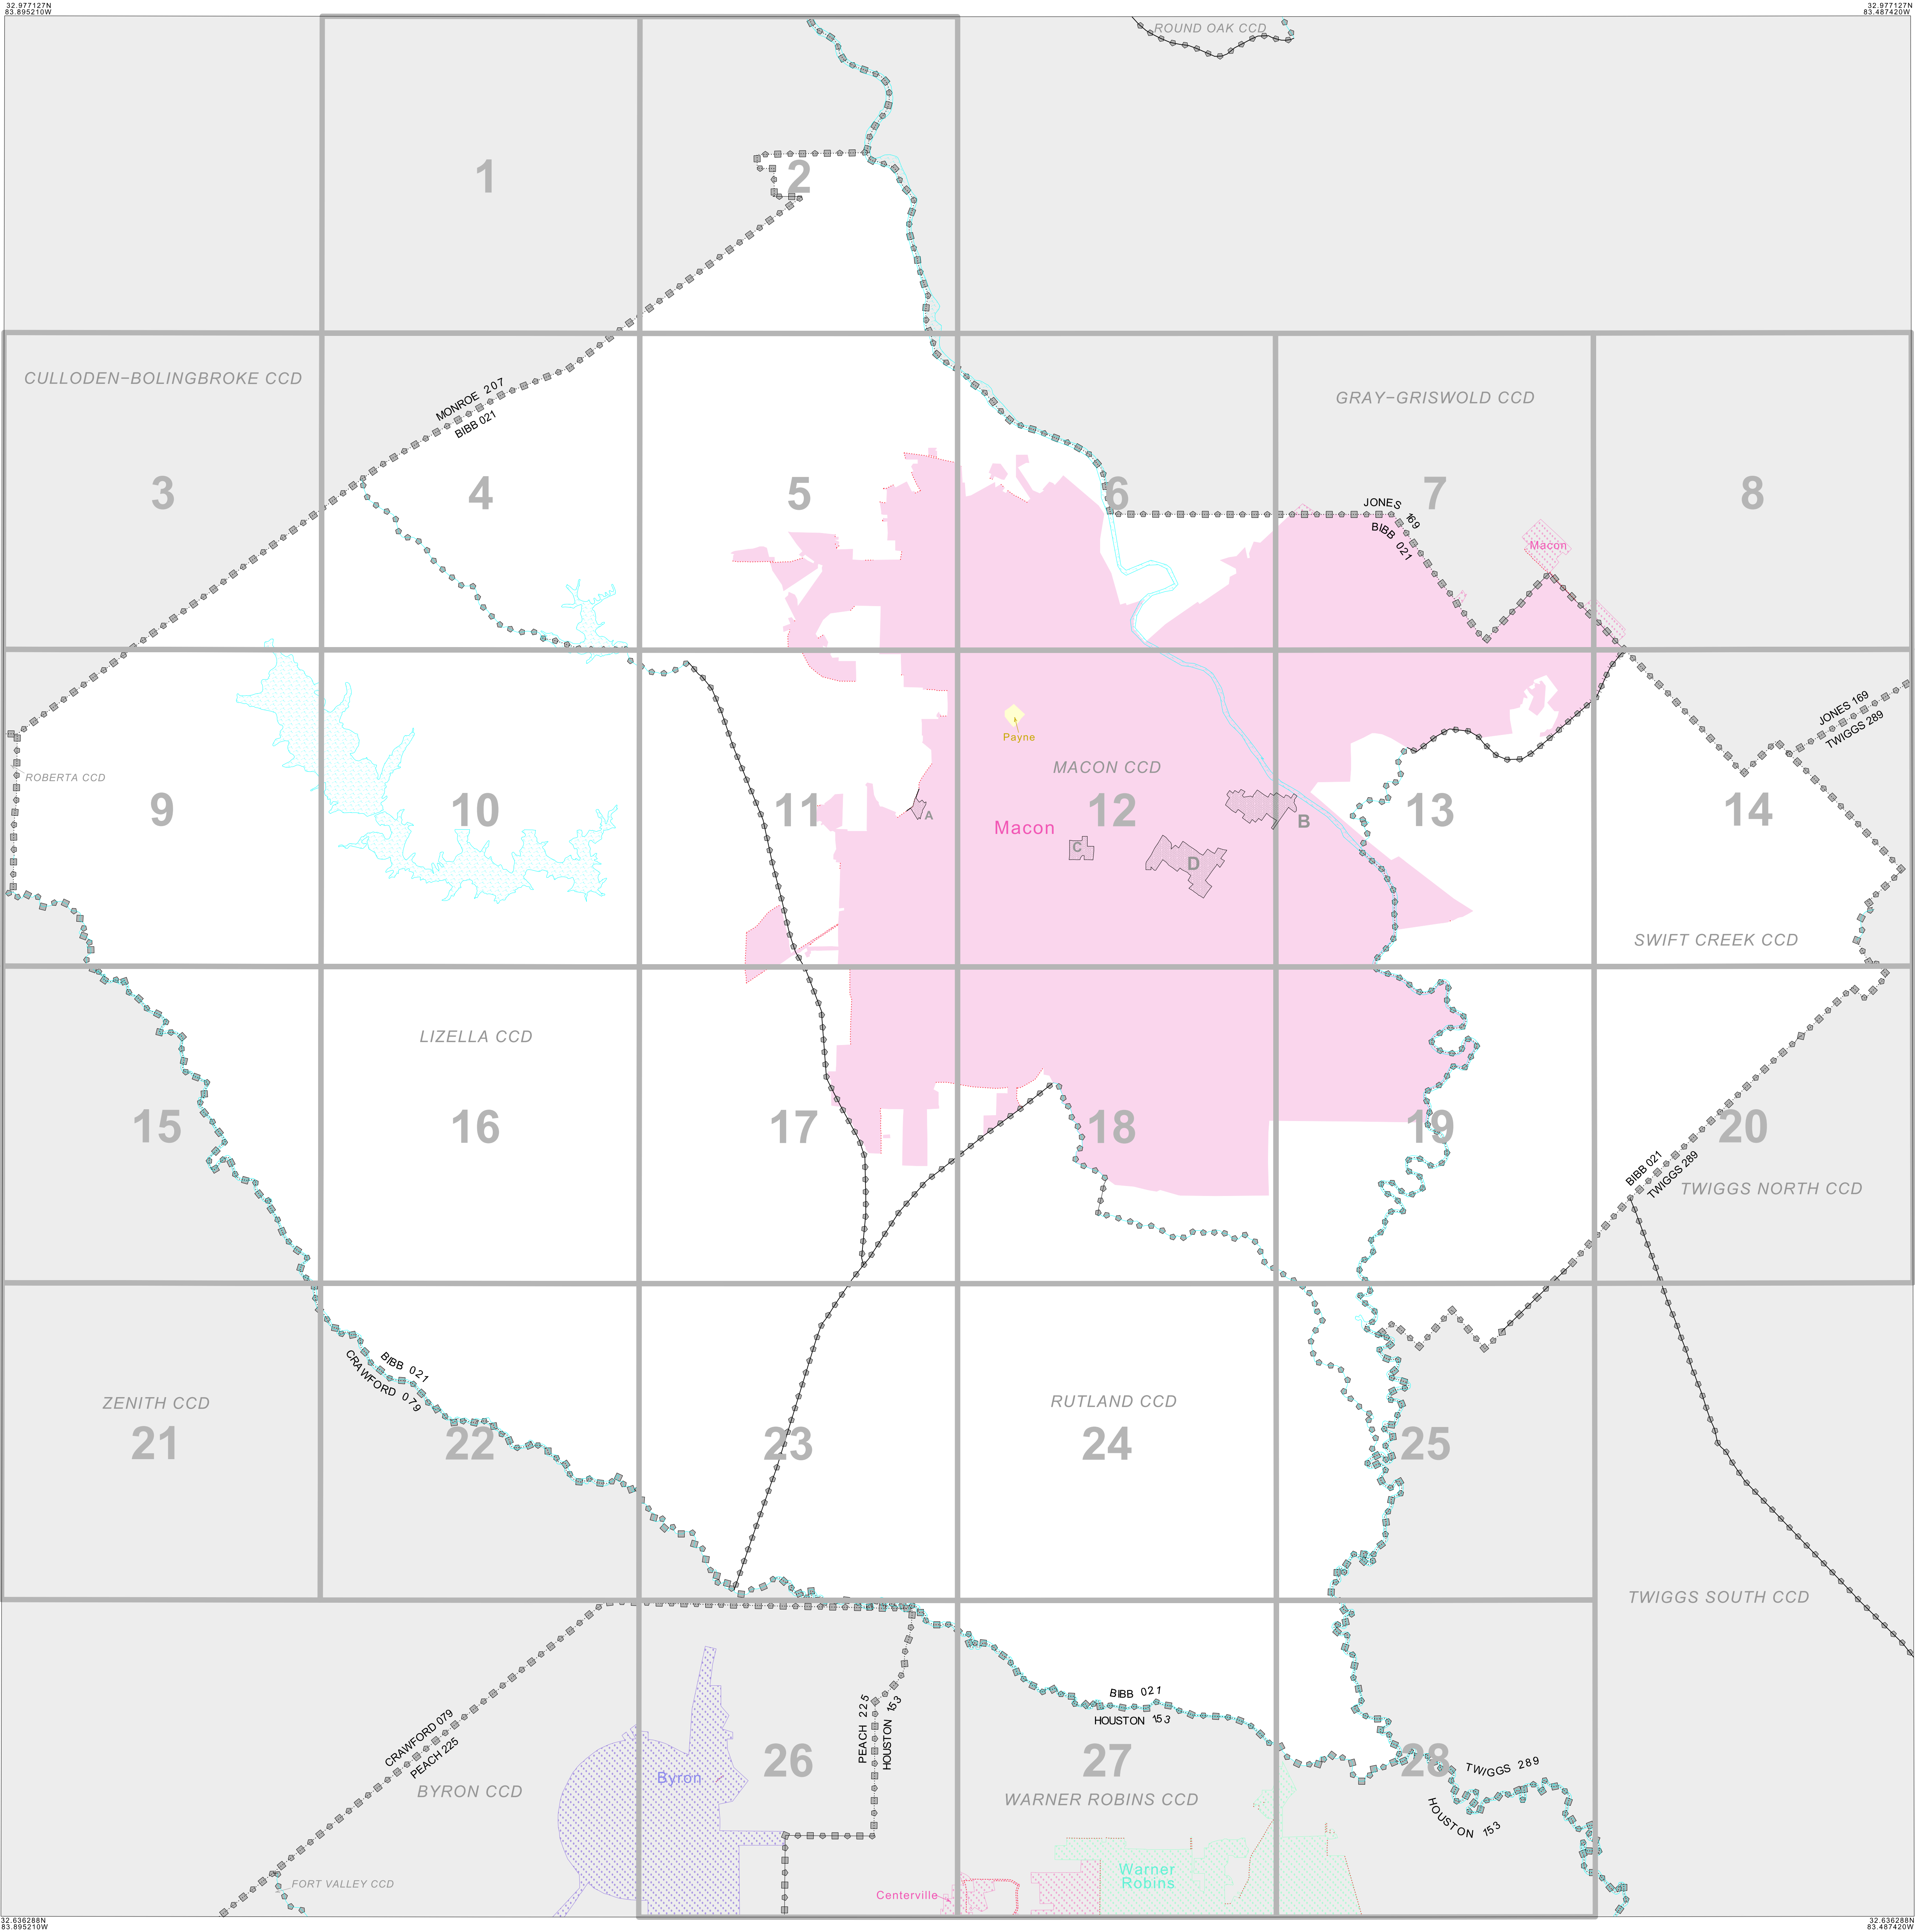 32.977127N
83.895210W
32.977127N
83.487420W
ROUND OAK CCD
1
2
CULLODEN-BOLINGBROKE CCD
MONROE 207
BIBB 021
GRAY-GRISWOLD CCD
3
4
5
6
7
8
JONES 169
BIBB 021
Macon
JONES 169
TWIGGS 289
Payne
ROBERTA CCD
MACON CCD
9
10
11
12
13
14
A
B
Macon
C
D
SWIFT CREEK CCD
LIZELLA CCD
15
16
17
18
19
20
BIBB 021
TWIGGS 289
TWIGGS NORTH CCD
BIBB 021
CRAWFORD 079
ZENITH CCD
RUTLAND CCD
21
22
23
24
25
TWIGGS SOUTH CCD
BIBB 021
HOUSTON 153
PEACH 225
HOUSTON 153
CRAWFORD 079
PEACH 225
26
27
28
TWIGGS 289
HOUSTON 153
Byron
BYRON CCD
WARNER ROBINS CCD
Warner
Robins
FORT VALLEY CCD
Centerville
32.636288N
83.895210W
32.636288N
83.487420W